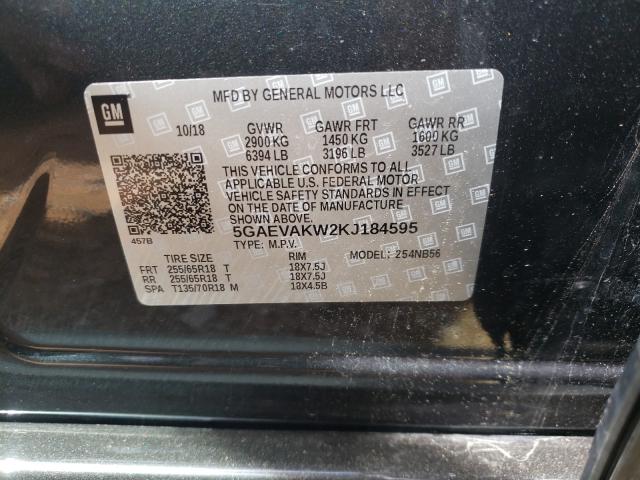 GM
MFD BY GENERAL MOTORS LLC
10/18 GVWR GAWR FRT GAWR RR
2900 KG 1450 KG 1600 KG
6394 LB 3196 LB 3527 LB
THIS VEHICLE CONFORMS TO ALL
APPLICABLE U.S. FEDERAL MOTOR
VEHICLE SAFETY STANDARDS IN EFFECT
ON THE DATE OF MANUFACTURE
SHOWN ABOVE.
457B
5GAEVAKW2KJ184595
TYPE: M.P.V. MODEL: Z54NB56
TIRE SIZE RIM
FRT 255/65R18 T 18X7.5J
RR 255/65R18 T 18X7.5J
SPA T135/70R18 M 18X4.5B